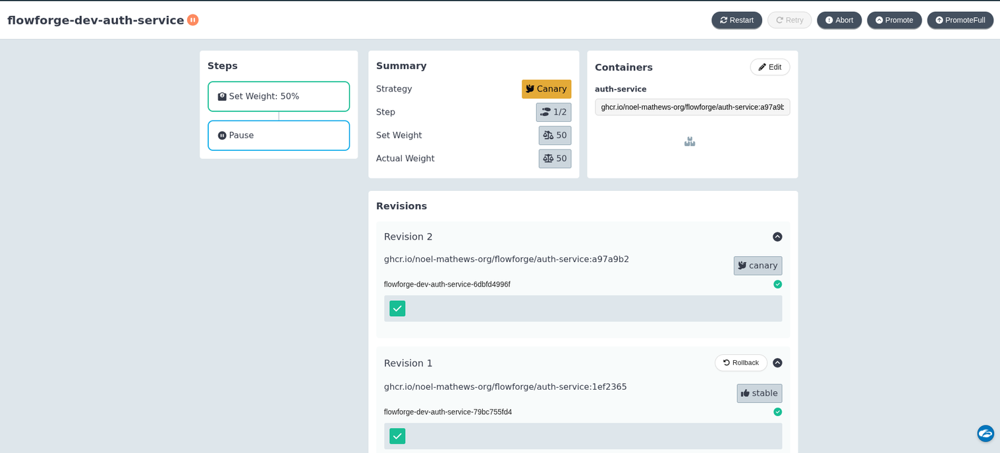 flowforge-dev-auth-service
Restart
Retry
Abort
Promote
PromoteFull
Steps
Set Weight: 50%
Pause
Summary
Strategy
Canary
Step
1/2
Set Weight
50
Actual Weight
50
Containers
Edit
auth-service
ghcr.io/noel-mathews-org/flowforge/auth-service:a97a9b
Revisions
Revision 2
ghcr.io/noel-mathews-org/flowforge/auth-service:a97a9b2
canary
flowforge-dev-auth-service-6dbfd4996f
Revision 1
Rollback
ghcr.io/noel-mathews-org/flowforge/auth-service:1ef2365
stable
flowforge-dev-auth-service-79bc755fd4